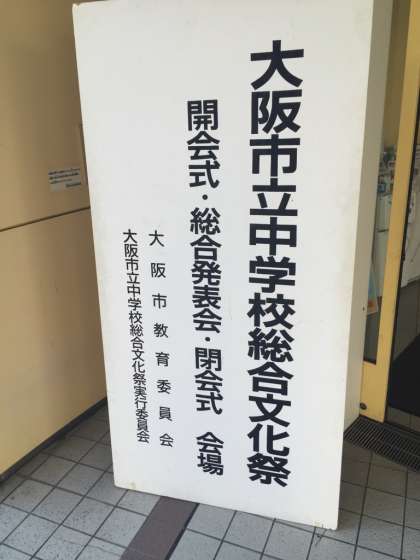 大阪市立中学校総合文化祭
開会式・総合発表会・閉会式 会場
大阪市教育委員会
大阪市立中学校総合文化祭実行委員会